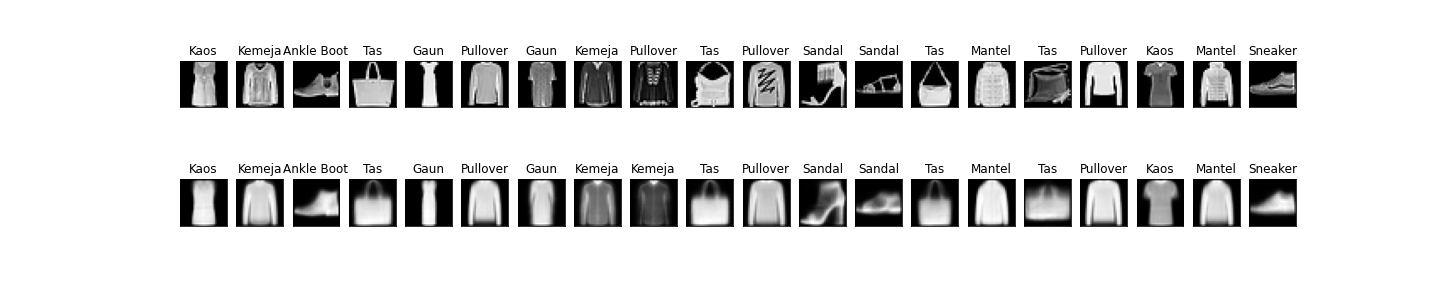 Kaos Kemeja Ankle Boot Tas Gaun Pullover Gaun Kemeja Pullover Tas Pullover Sandal Sandal Tas Mantel Tas Pullover Kaos Mantel Sneaker
Kaos Kemeja Ankle Boot Tas Gaun Pullover Gaun Kemeja Kemeja Tas Pullover Sandal Sandal Tas Mantel Tas Pullover Kaos Mantel Sneaker